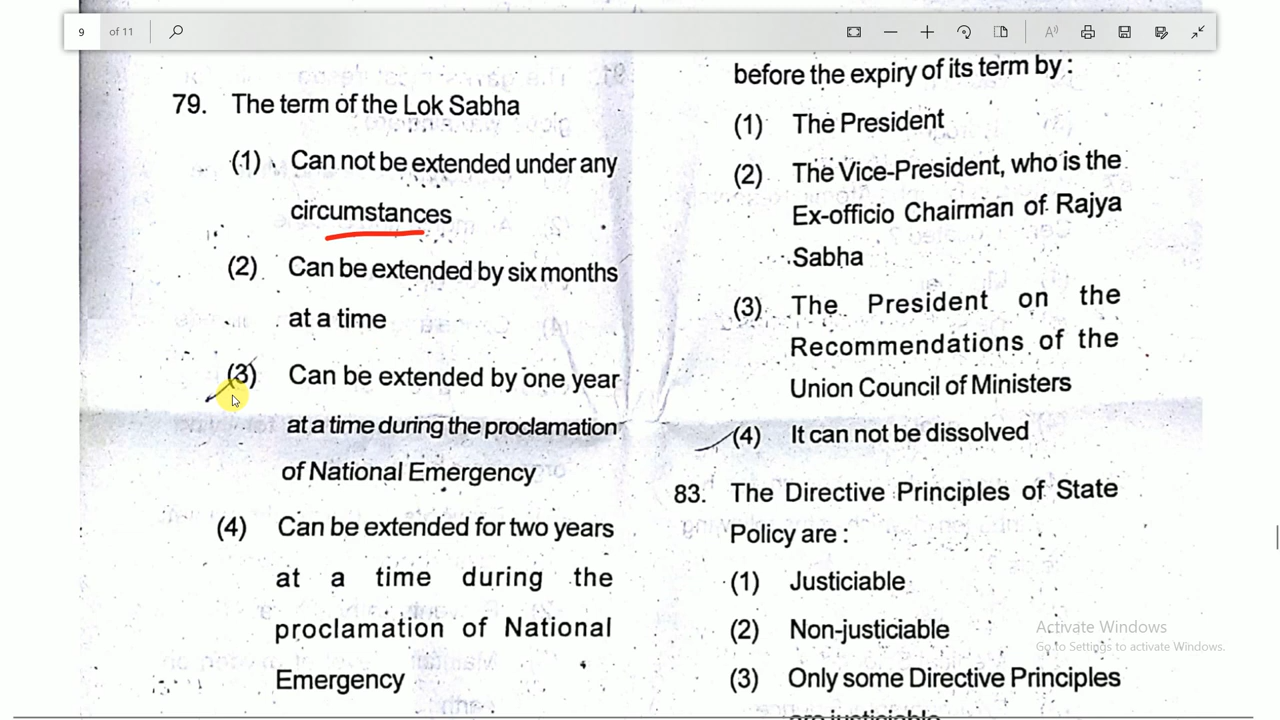 9 of 11
79. The term of the Lok Sabha
(1) Can not be extended under any
circumstances
(2) Can be extended by six months
at a time
(3) Can be extended by one year
at a time during the proclamation
of National Emergency
(4) Can be extended for two years
at a time during the
proclamation of National
Emergency
before the expiry of its term by :
(1) The President
(2) The Vice-President, who is the
Ex-officio Chairman of Rajya
Sabha
(3) The President on the
Recommendations of the
Union Council of Ministers
(4) It can not be dissolved
83. The Directive Principles of State
Policy are :
(1) Justiciable
(2) Non-justiciable
(3) Only some Directive Principles
are justiciable
Activate Windows
Go to Settings to activate Windows.